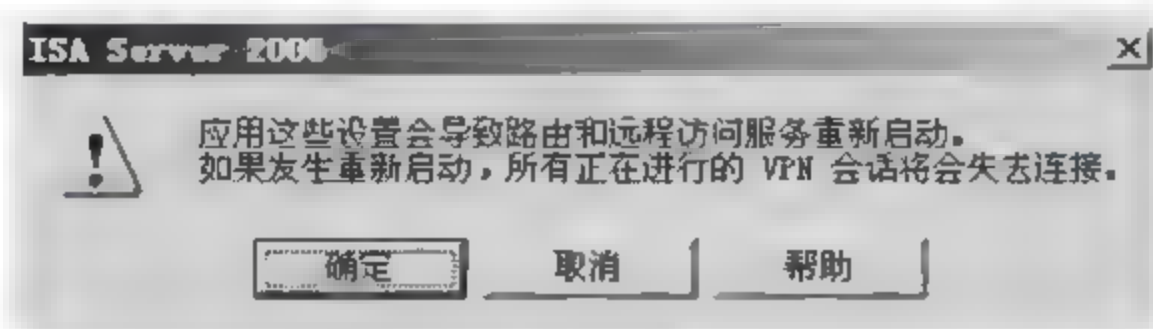 ISA Server 2006
应用这些设置会导致路由和远程访问服务重新启动。
如果发生重新启动，所有正在进行的 VPN 会话将会失去连接。
确定
取消
帮助